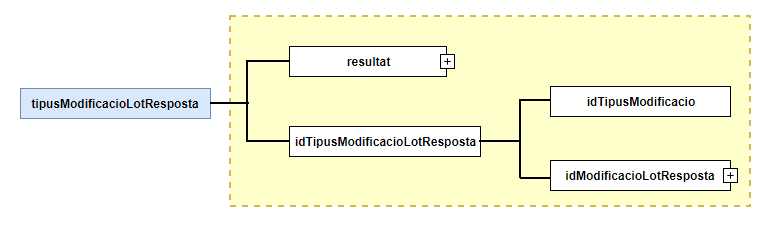 resultat
+
tipusModificacioLotResposta
idTipusModificacio
idTipusModificacioLotResposta
idModificacioLotResposta
+